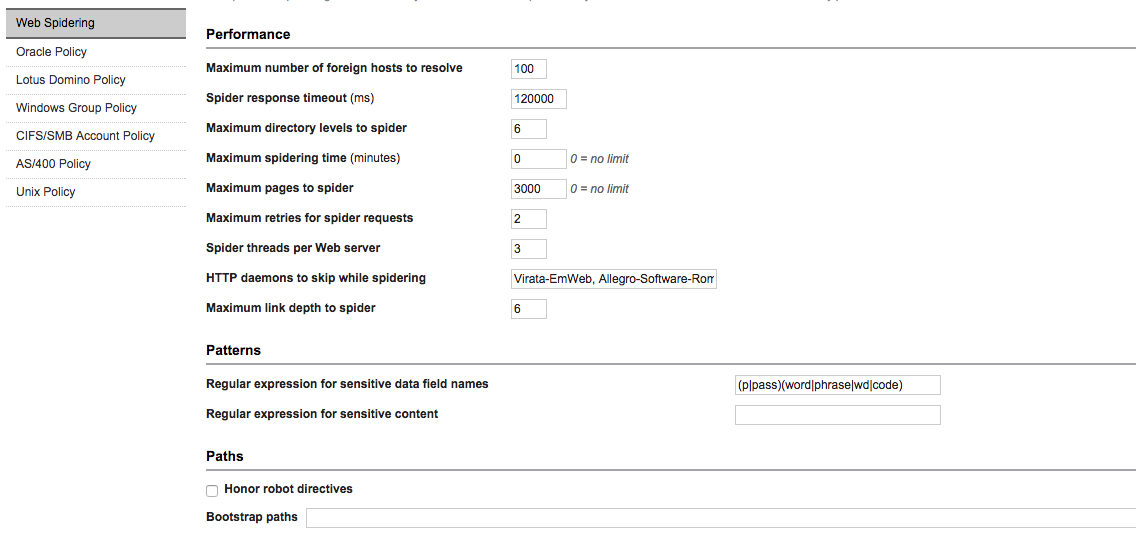 Web Spidering
Oracle Policy
Lotus Domino Policy
Windows Group Policy
CIFS/SMB Account Policy
AS/400 Policy
Unix Policy
Performance
Maximum number of foreign hosts to resolve 100
Spider response timeout (ms) 120000
Maximum directory levels to spider 6
Maximum spidering time (minutes) 0 0 = no limit
Maximum pages to spider 3000 0 = no limit
Maximum retries for spider requests 2
Spider threads per Web server 3
HTTP daemons to skip while spidering Virata-EmWeb, Allegro-Software-Rom
Maximum link depth to spider 6
Patterns
Regular expression for sensitive data field names (p|pass)(word|phrase|wd|code)
Regular expression for sensitive content
Paths
Honor robot directives
Bootstrap paths